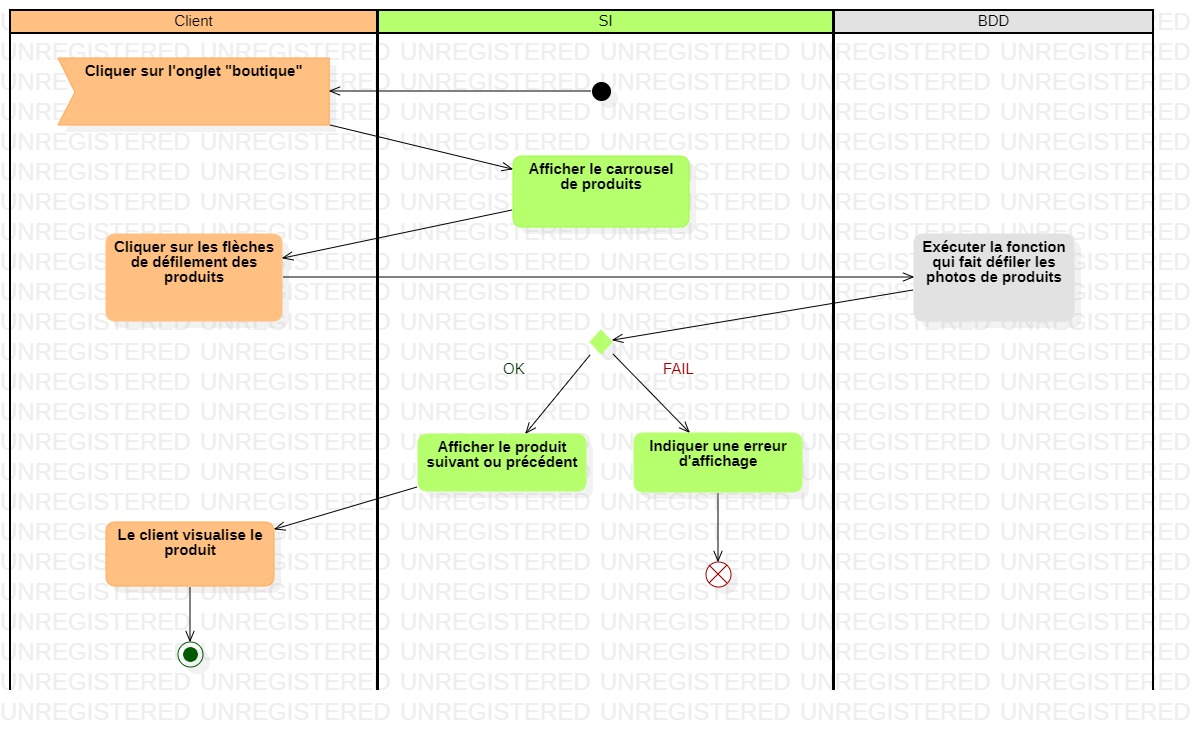 Client
SI
BDD
Cliquer sur l'onglet "boutique"
Afficher le carrousel
de produits
Cliquer sur les flèches
de défilement des
produits
Exécuter la fonction
qui fait défiler les
photos de produits
OK
FAIL
Afficher le produit
suivant ou précédent
Indiquer une erreur
d'affichage
Le client visualise le
produit
UNREGISTERED UNREGISTERED UNREGISTERED UNREGISTERED UNREGISTERED UNREGISTERED